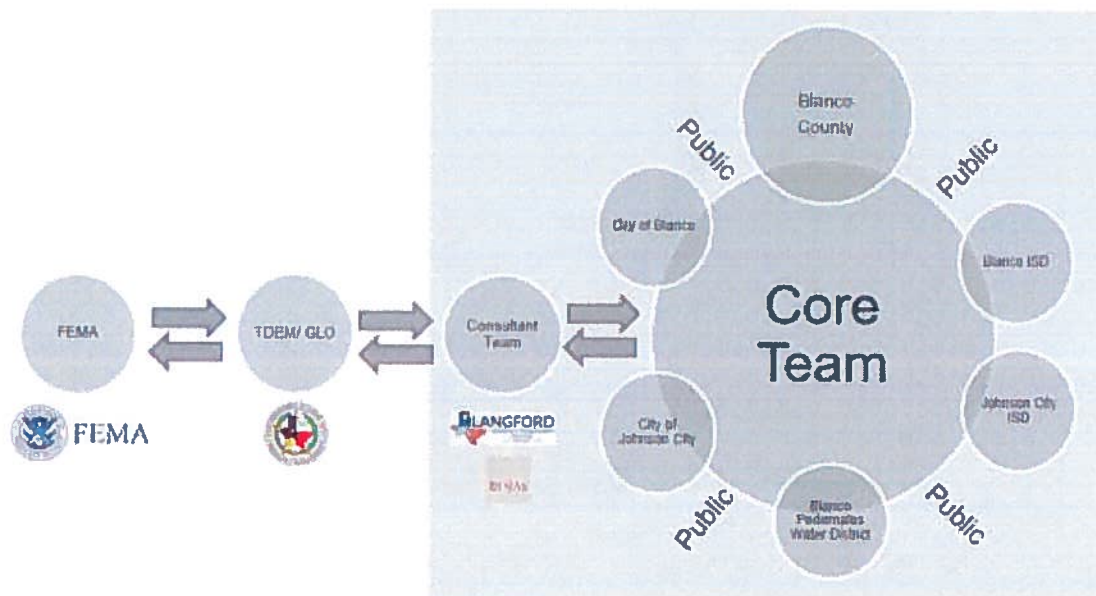 FEMA
FEMA
TDEM/ GLO
Consultant
Team
LANGFORD
Core
Team
Blanco
County
Public
Public
City of Blanco
Blanco ISD
City of
Johnson City
Johnson City
ISD
Blanco
Pedernales
Water District
Public
Public